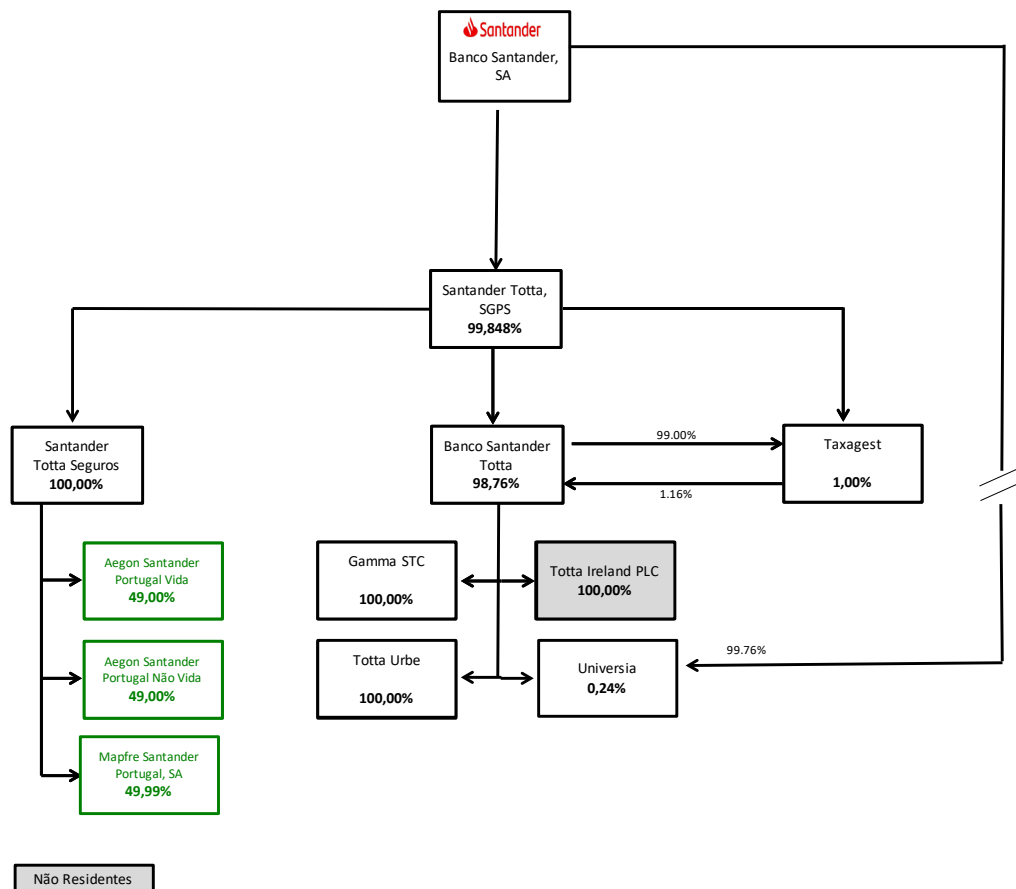 Santander
Banco Santander,
SA
Santander Totta,
SGPS
99,848%
Santander
Totta Seguros
100,00%
Banco Santander
Totta
98,76%
99.00%
1.16%
Taxagest
1,00%
Aegon Santander
Portugal Vida
49,00%
Gamma STC
100,00%
Totta Ireland PLC
100,00%
Aegon Santander
Portugal Não Vida
49,00%
Totta Urbe
100,00%
Universia
0,24%
99.76%
Mapfre Santander
Portugal, SA
49,99%
Não Residentes